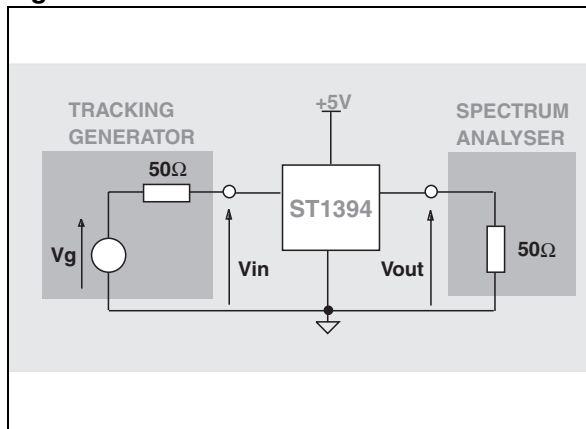 TRACKING
GENERATOR
50Ω
Vg
Vin
+5V
ST1394
Vout
SPECTRUM
ANALYSER
50Ω